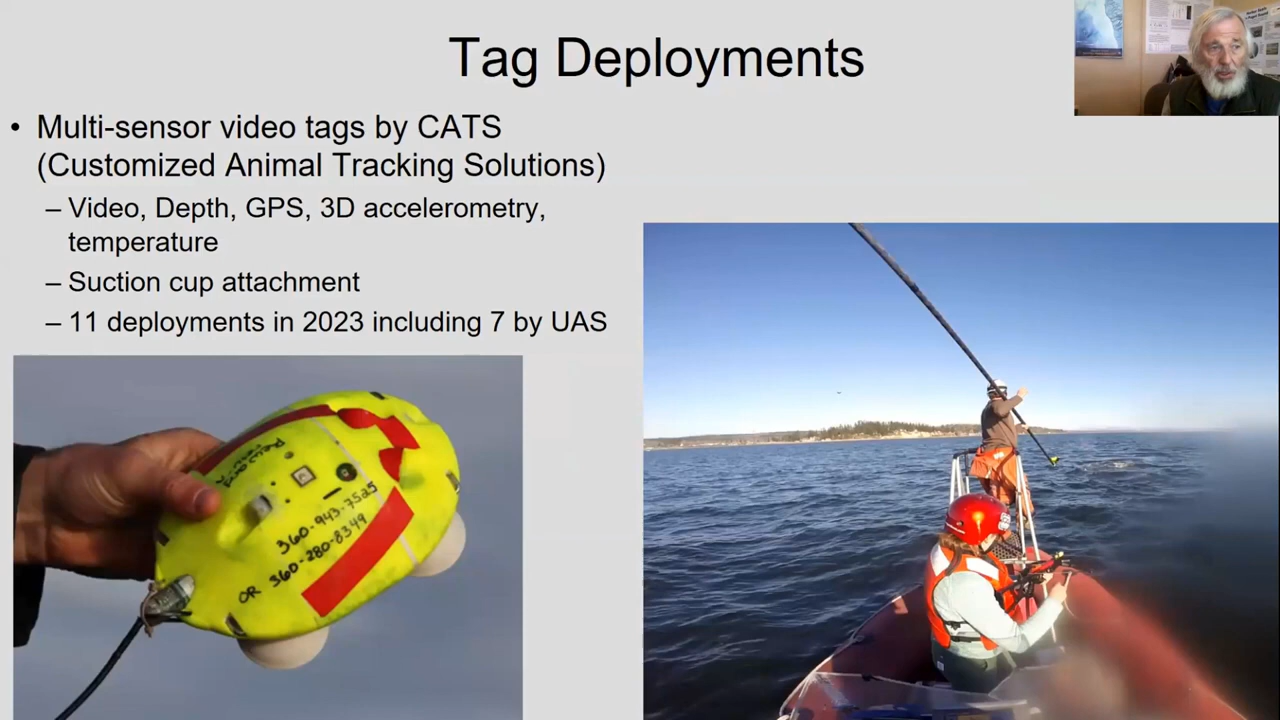 Tag Deployments
• Multi-sensor video tags by CATS
(Customized Animal Tracking Solutions)
– Video, Depth, GPS, 3D accelerometry,
temperature
– Suction cup attachment
– 11 deployments in 2023 including 7 by UAS
360-943-7525
OR 360-280-8349